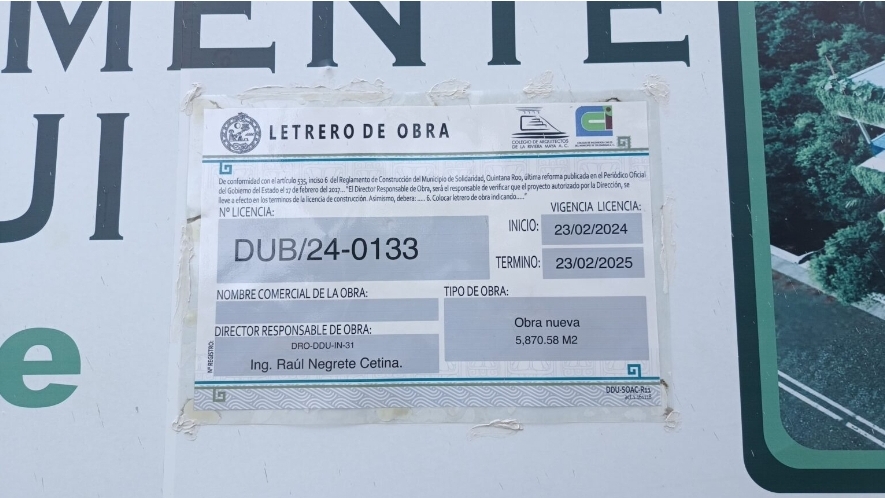 MENTE
UI
e
LETRERO DE OBRA
COLEGIO DE ARQUITECTOS
DE LA RIVIERA MAYA A. C.
De conformidad con el artículo 535, inciso 6 del Reglamento de Construcción del Municipio de Solidaridad, Quintana Roo, última reforma publicada en el Periódico Oficial
del Gobierno del Estado el 17 de febrero del 2012... "El Director Responsable de Obra, será el responsable de verificar que el proyecto autorizado por la Dirección, se
lleve a efecto en los terminos de la licencia de construcción. Asimismo, debera: ..... 6. Colocar letrero de obra indicando....."
N° LICENCIA:
DUB/24-0133
VIGENCIA LICENCIA:
INICIO: 23/02/2024
TERMINO: 23/02/2025
NOMBRE COMERCIAL DE LA OBRA:
TIPO DE OBRA:
Obra nueva
5,870.58 M2
DIRECTOR RESPONSABLE DE OBRA:
N° REGISTRO:
DRO-DDU-IN-31
Ing. Raúl Negrete Cetina.
DDU-SOAC-R11